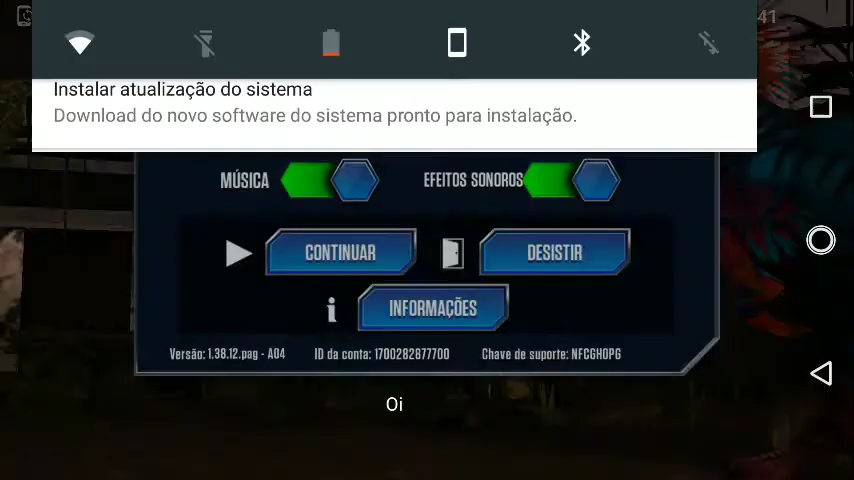 41
Instalar atualização do sistema
Download do novo software do sistema pronto para instalação.
MÚSICA EFEITOS SONOROS
CONTINUAR DESISTIR
INFORMAÇÕES
Versão: 1.38.12.pag - A04 ID da conta: 1700282877700 Chave de suporte: NFCGHOPG
Oi